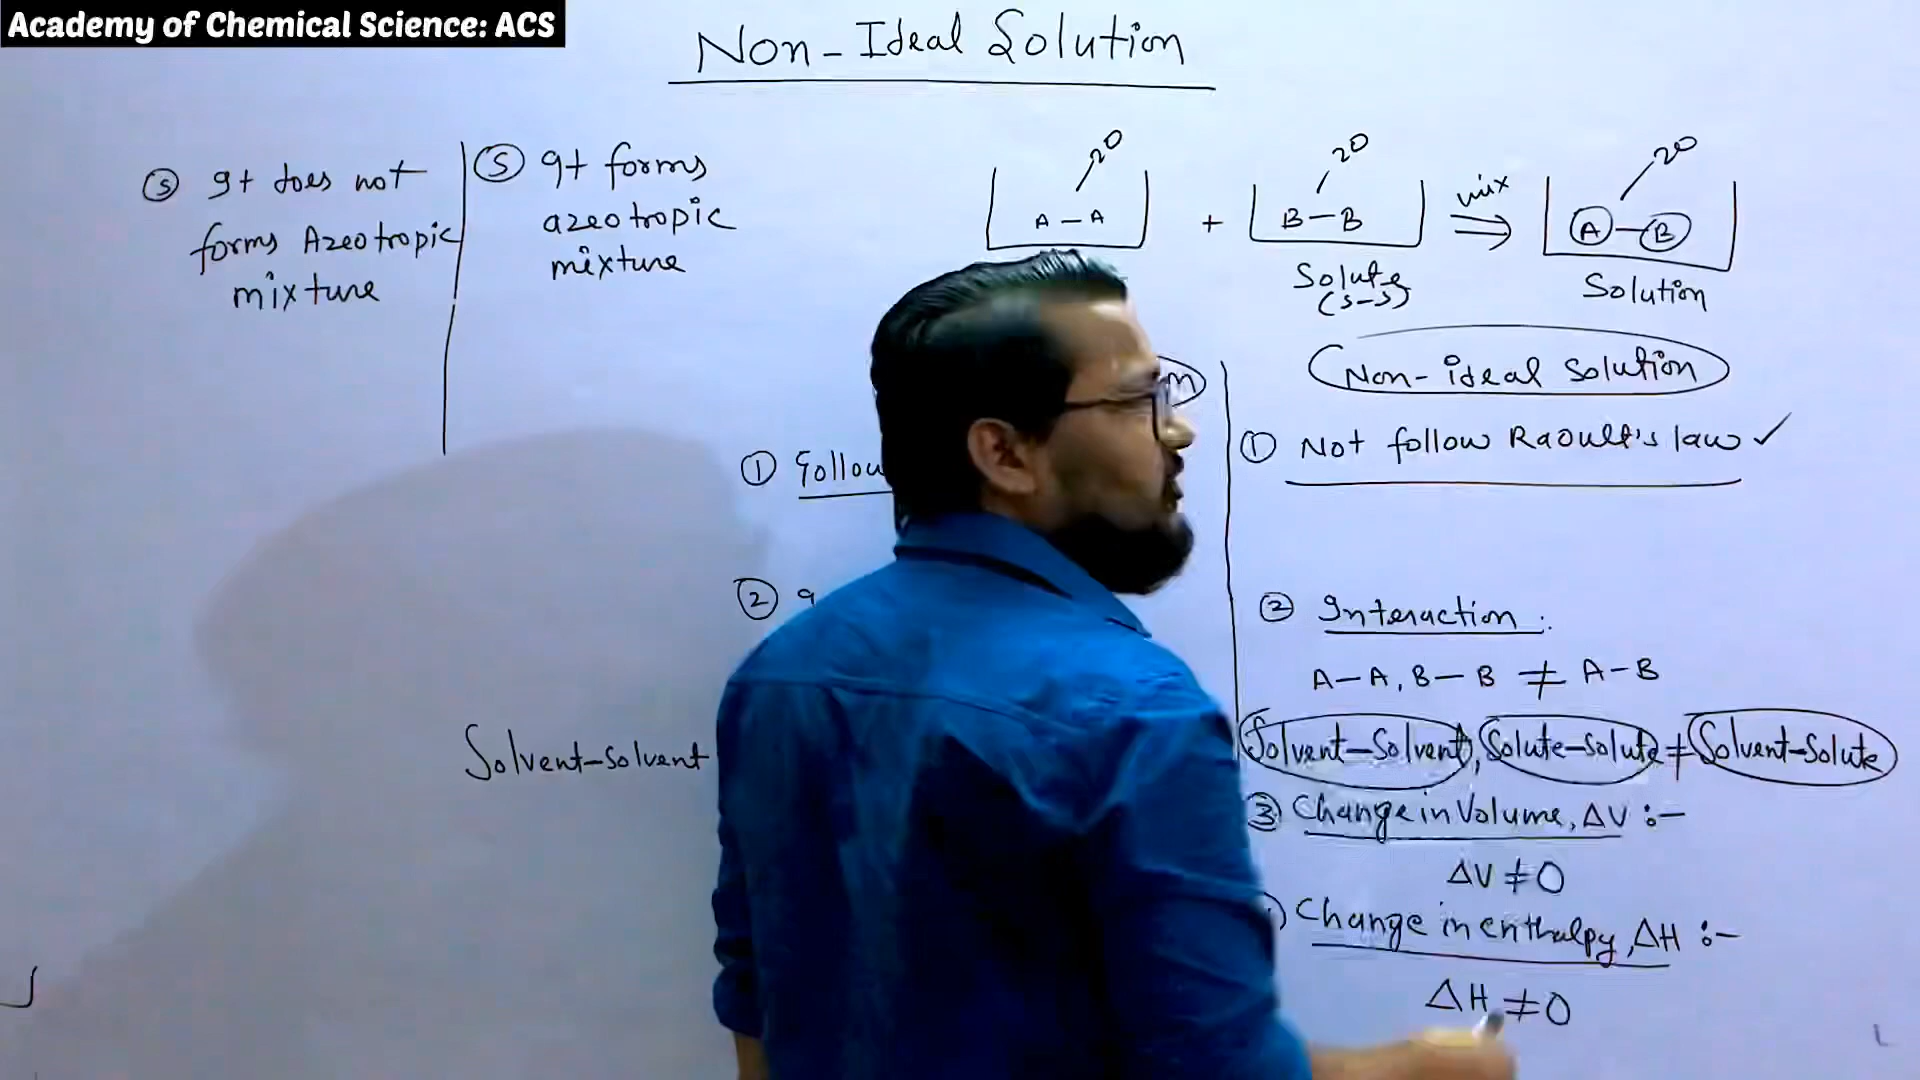 Academy of Chemical Science: ACS
Non-Ideal Solution
⑤ It does not
forms Azeotropic
mixture
⑤ It forms
azeotropic
mixture
20
A-A
+
20
B-B
Solute
(S-S)
mix
⇒
20
A-B
Solution
① Follow
②
Solvent-Solvent
Non-ideal Solution
① Not follow Raoult's law ✓
② Interaction:
A-A, B-B ≠ A-B
Solvent-Solvent, Solute-Solute ≠ Solvent-Solute
③ Change in Volume, ΔV :-
ΔV ≠ 0
Change in enthalpy, ΔH :-
ΔH ≠ 0